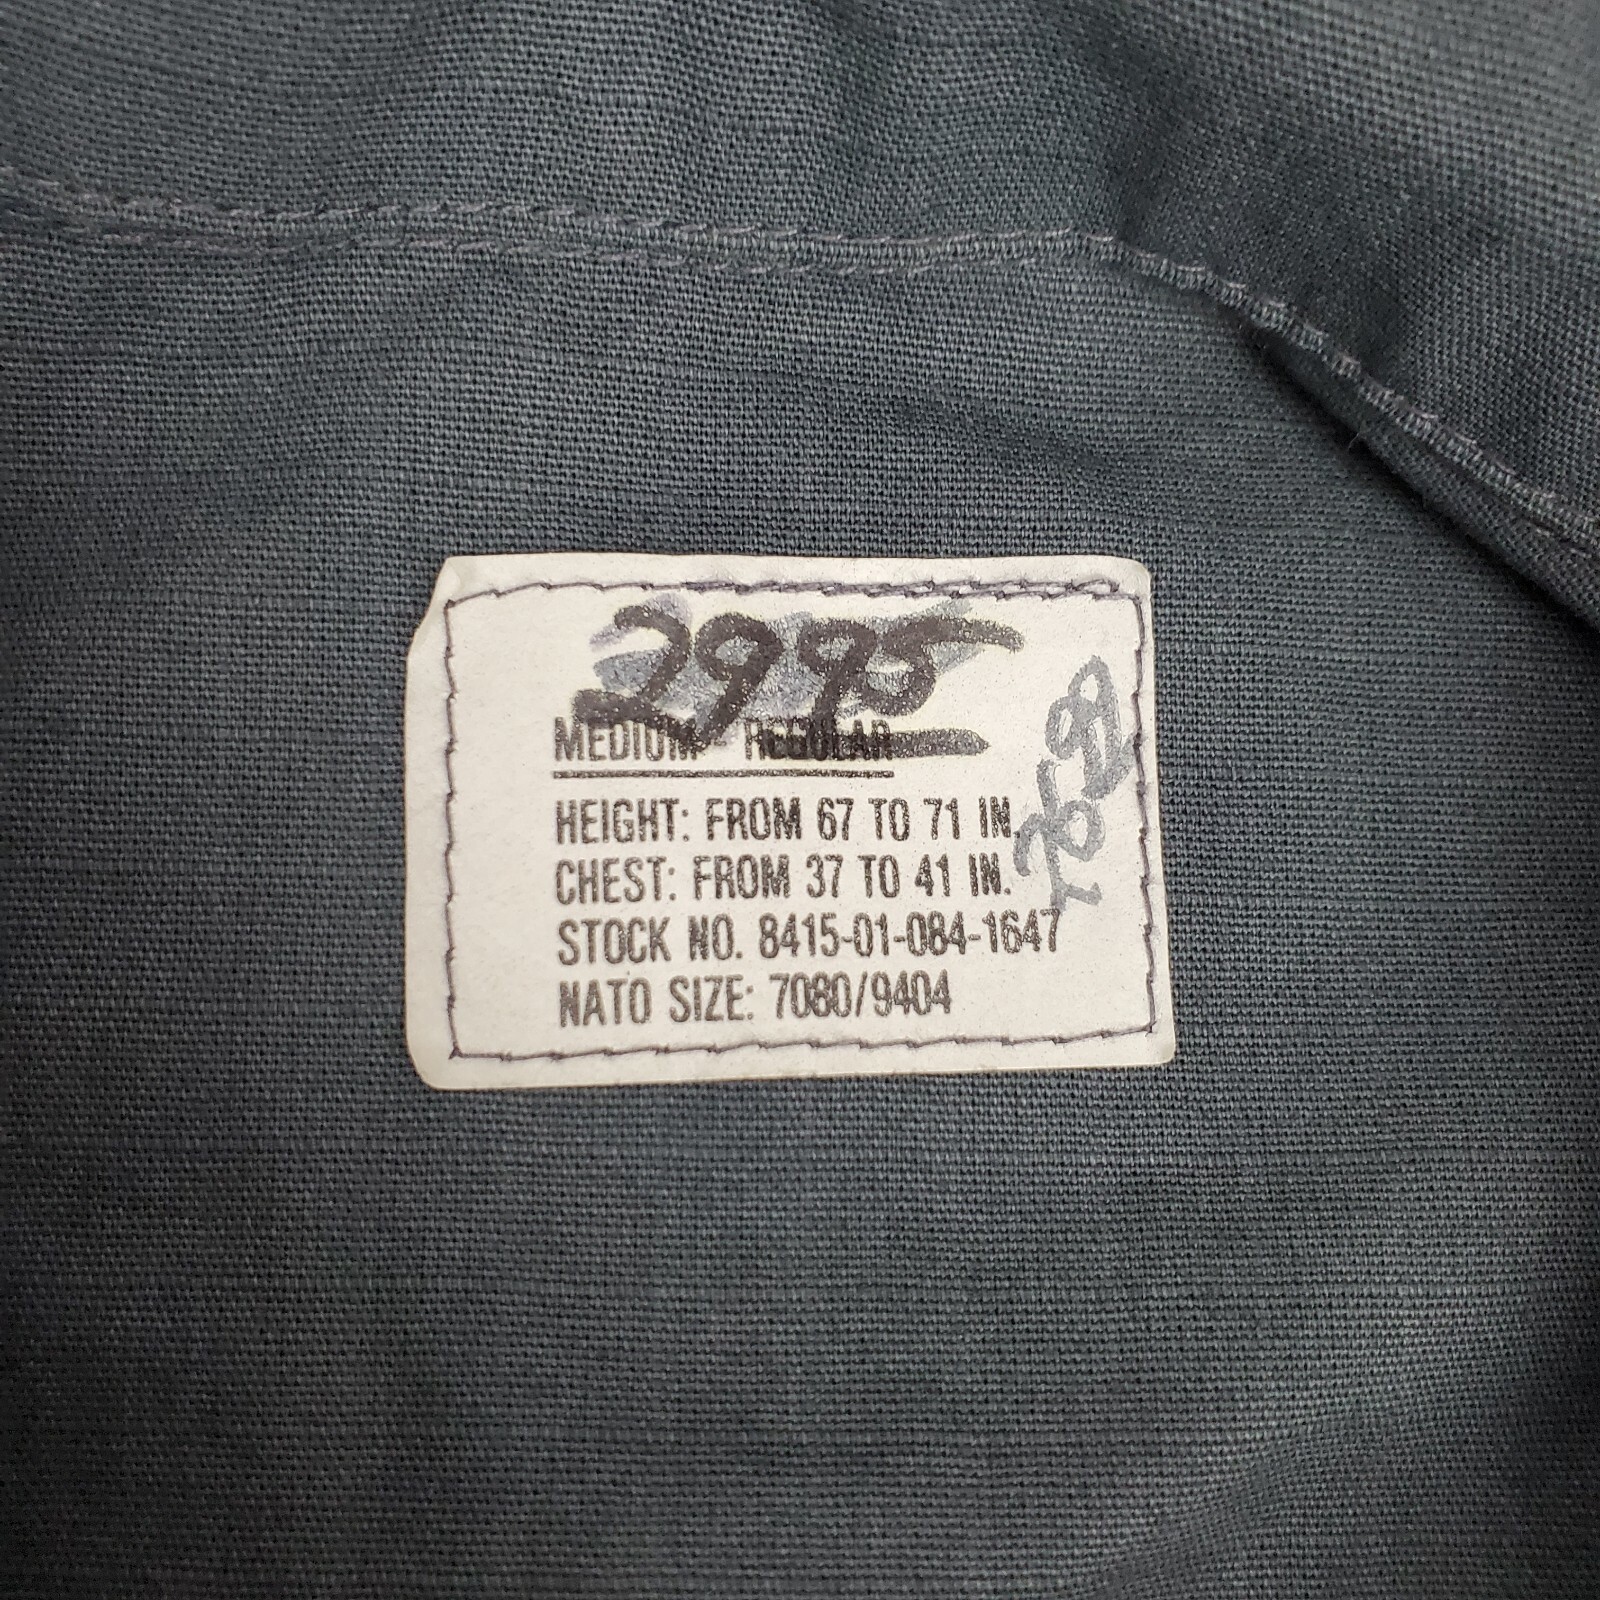 2995
MEDIUM - REGULAR
HEIGHT: FROM 67 TO 71 IN.
CHEST: FROM 37 TO 41 IN.
STOCK NO. 8415-01-084-1647
NATO SIZE: 7080/9404